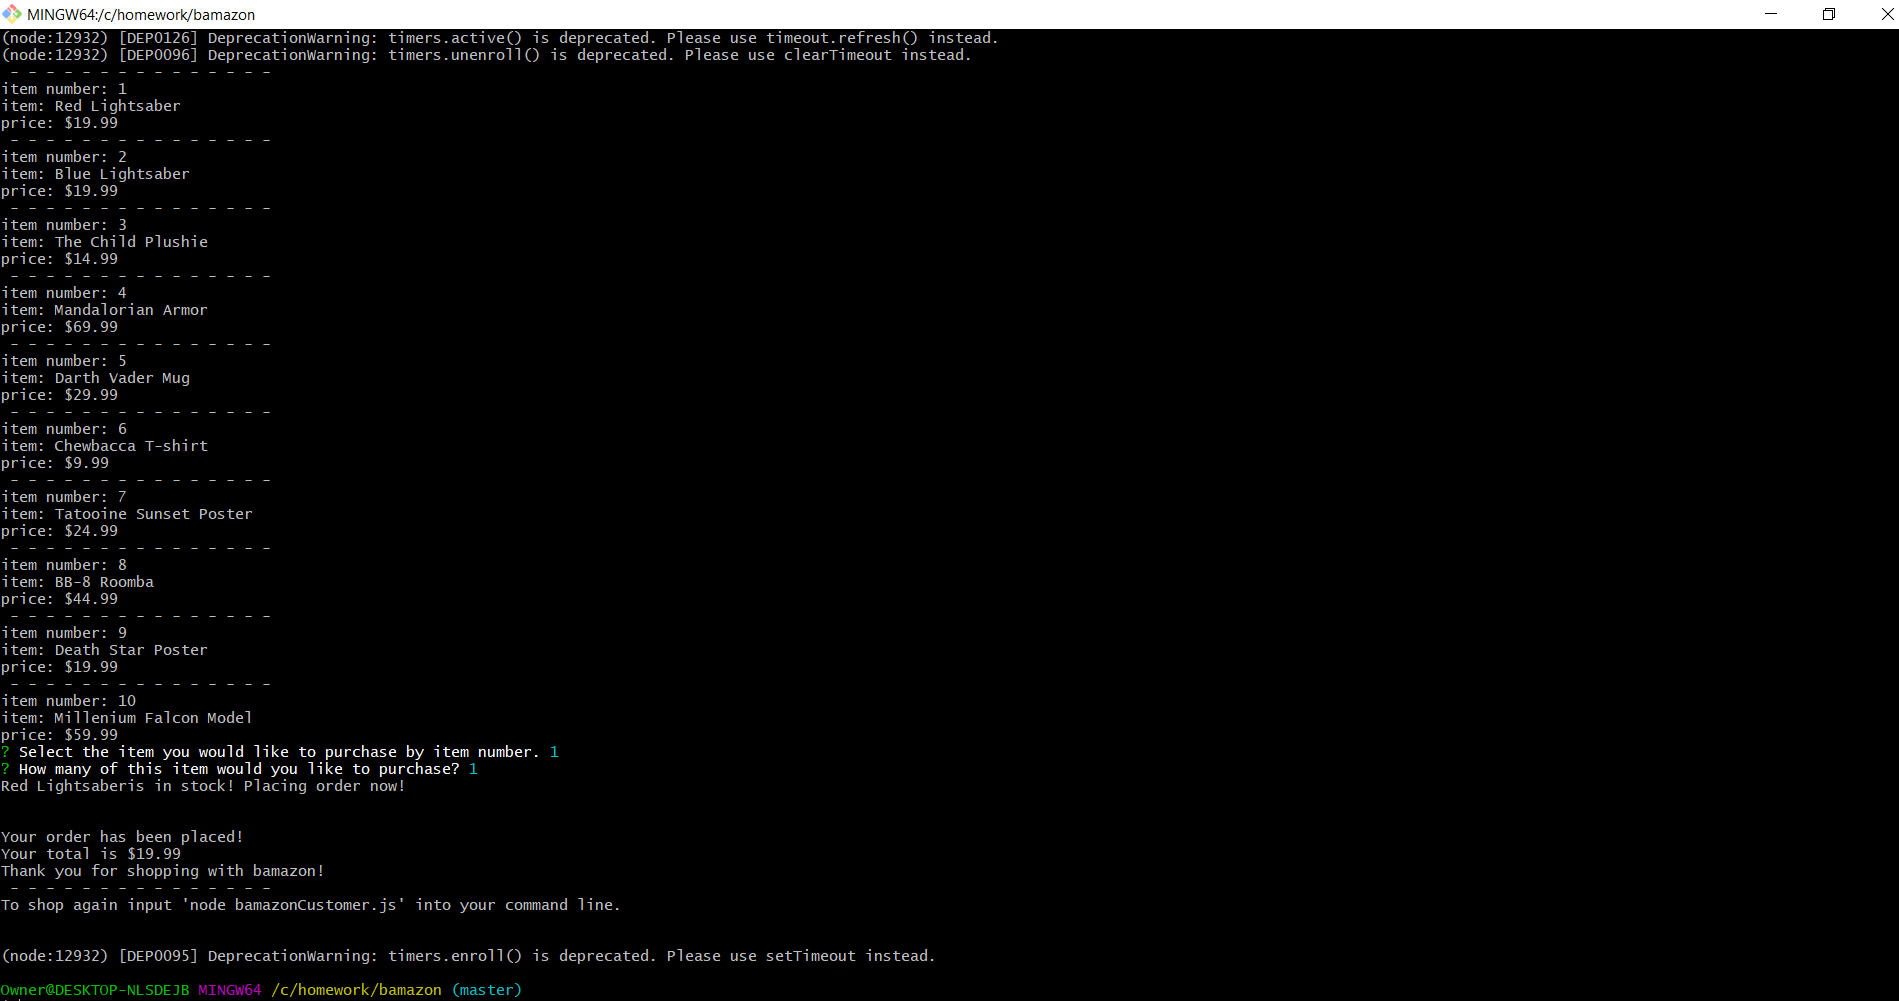 MINGW64:/c/homework/bamazon
(node:12932) [DEP0126] DeprecationWarning: timers.active() is deprecated. Please use timeout.refresh() instead.
(node:12932) [DEP0096] DeprecationWarning: timers.unenroll() is deprecated. Please use clearTimeout instead.
- - - - - - - - - - - - - - -
item number: 1
item: Red Lightsaber
price: $19.99
- - - - - - - - - - - - - - -
item number: 2
item: Blue Lightsaber
price: $19.99
- - - - - - - - - - - - - - -
item number: 3
item: The Child Plushie
price: $14.99
- - - - - - - - - - - - - - -
item number: 4
item: Mandalorian Armor
price: $69.99
- - - - - - - - - - - - - - -
item number: 5
item: Darth Vader Mug
price: $29.99
- - - - - - - - - - - - - - -
item number: 6
item: Chewbacca T-shirt
price: $9.99
- - - - - - - - - - - - - - -
item number: 7
item: Tatooine Sunset Poster
price: $24.99
- - - - - - - - - - - - - - -
item number: 8
item: BB-8 Roomba
price: $44.99
- - - - - - - - - - - - - - -
item number: 9
item: Death Star Poster
price: $19.99
- - - - - - - - - - - - - - -
item number: 10
item: Millenium Falcon Model
price: $59.99
? Select the item you would like to purchase by item number. 1
? How many of this item would you like to purchase? 1
Red Lightsaberis in stock! Placing order now!
Your order has been placed!
Your total is $19.99
Thank you for shopping with bamazon!
- - - - - - - - - - - - - - -
To shop again input 'node bamazonCustomer.js' into your command line.
(node:12932) [DEP0095] DeprecationWarning: timers.enroll() is deprecated. Please use setTimeout instead.
Owner@DESKTOP-NLSDEJB MINGW64 /c/homework/bamazon (master)